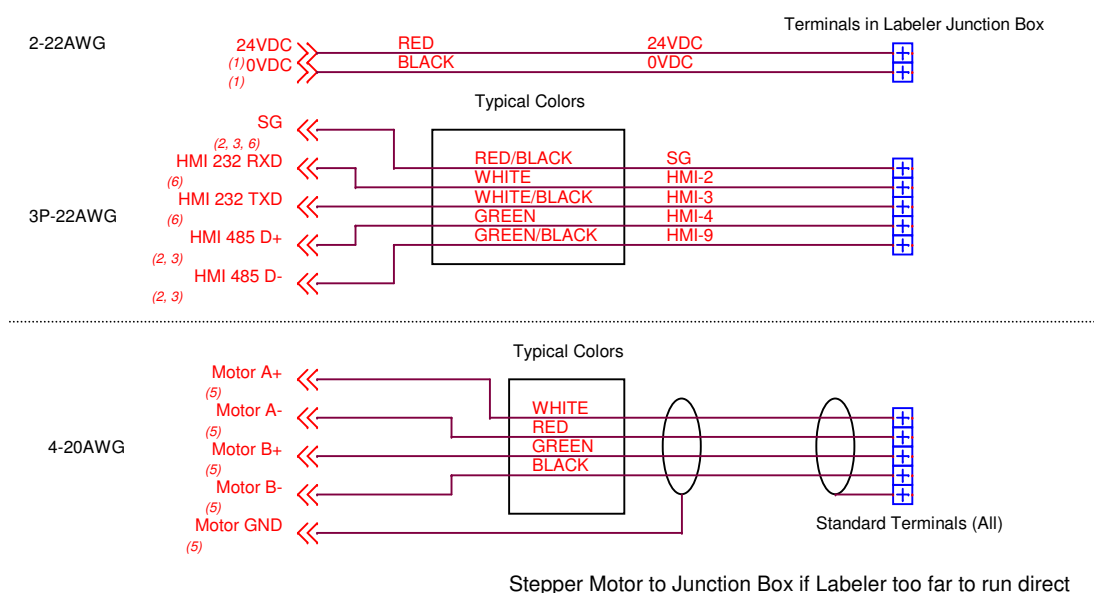 Terminals in Labeler Junction Box
2-22AWG
24VDC RED 24VDC
(1) 0VDC BLACK 0VDC
(1)
Typical Colors
SG
(2, 3, 6)
HMI 232 RXD RED/BLACK SG
(6) WHITE HMI-2
HMI 232 TXD WHITE/BLACK HMI-3
3P-22AWG
(6) GREEN HMI-4
HMI 485 D+ GREEN/BLACK HMI-9
(2, 3)
HMI 485 D-
(2, 3)
Typical Colors
Motor A+
(5)
Motor A- WHITE
(5) RED
4-20AWG
Motor B+ GREEN
(5) BLACK
Motor B-
(5)
Motor GND
(5)
Standard Terminals (All)
Stepper Motor to Junction Box if Labeler too far to run direct